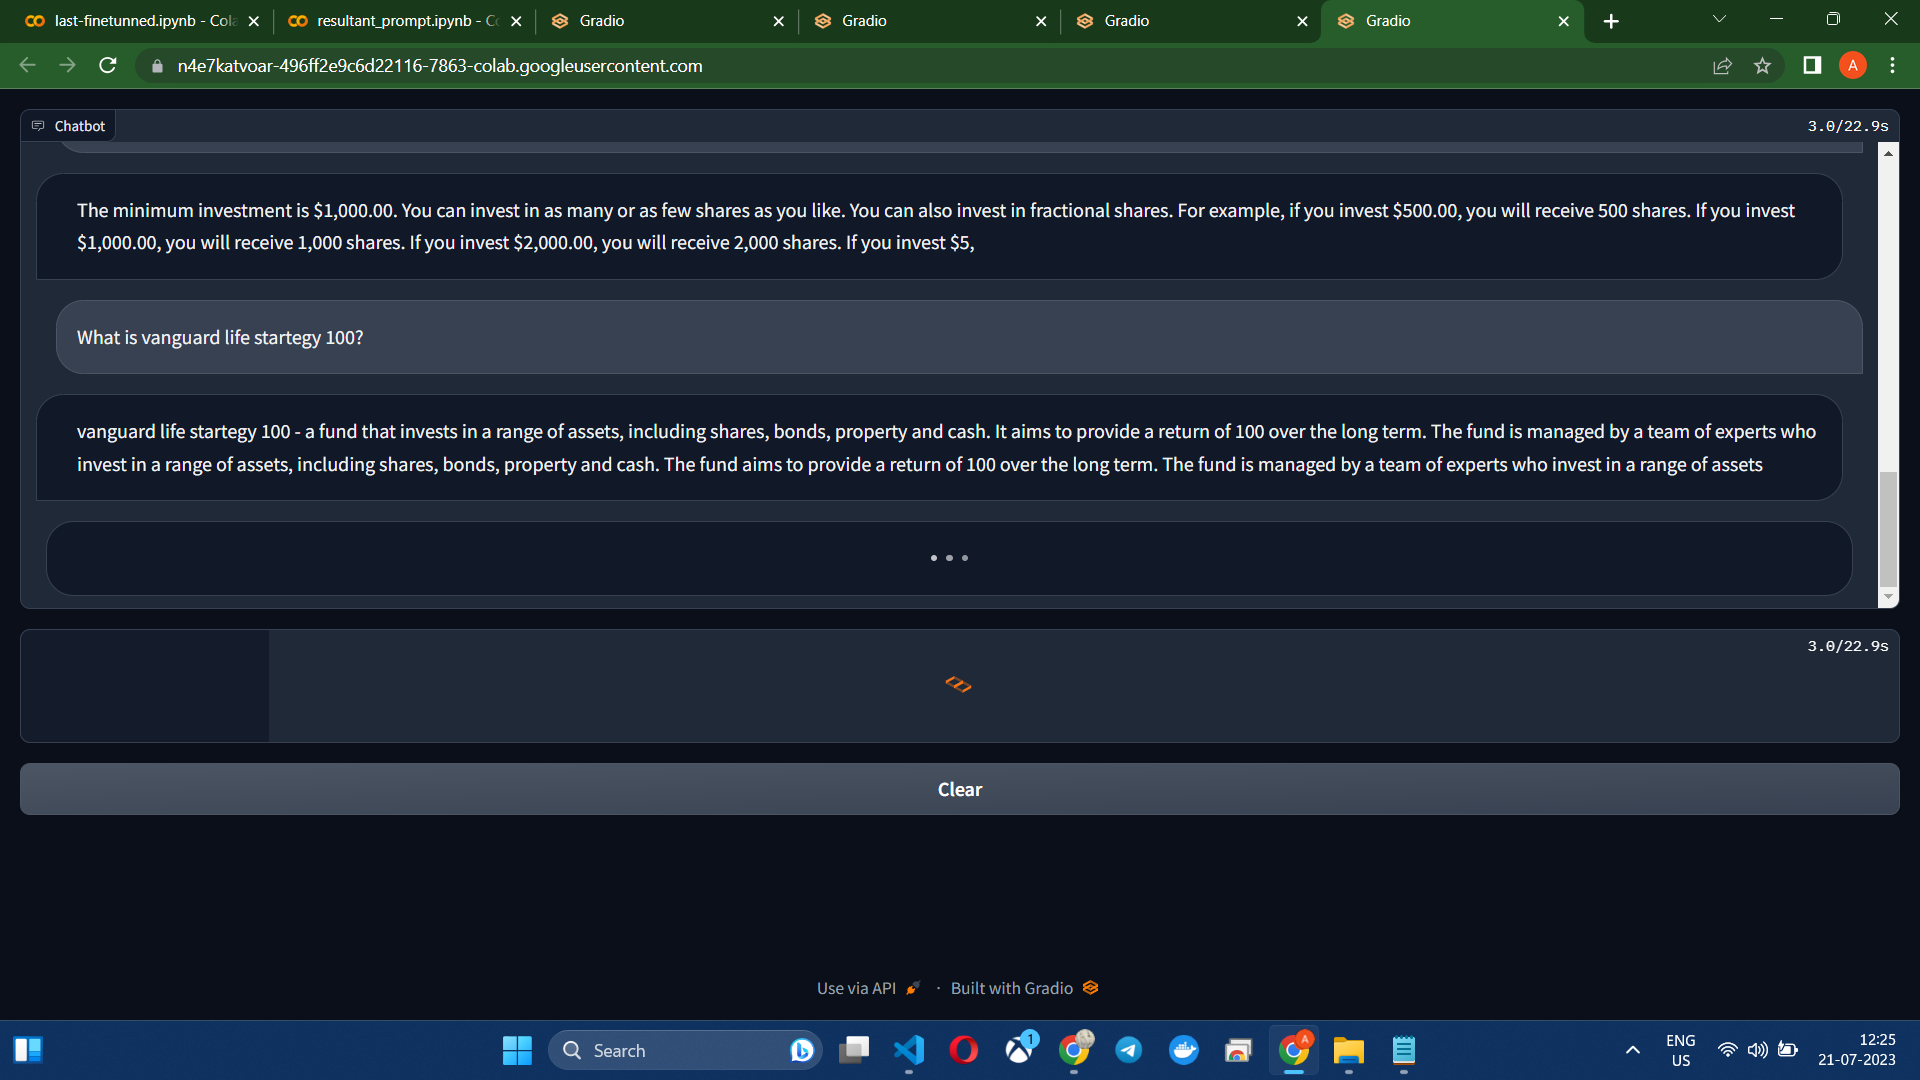 last-finetunned.ipynb - Cola
resultant_prompt.ipynb - Co
Gradio
Gradio
Gradio
Gradio
n4e7katvoar-496ff2e9c6d22116-7863-colab.googleusercontent.com
A
Chatbot
3.0/22.9s
The minimum investment is $1,000.00. You can invest in as many or as few shares as you like. You can also invest in fractional shares. For example, if you invest $500.00, you will receive 500 shares. If you invest
$1,000.00, you will receive 1,000 shares. If you invest $2,000.00, you will receive 2,000 shares. If you invest $5,
What is vanguard life startegy 100?
vanguard life startegy 100 - a fund that invests in a range of assets, including shares, bonds, property and cash. It aims to provide a return of 100 over the long term. The fund is managed by a team of experts who
invest in a range of assets, including shares, bonds, property and cash. The fund aims to provide a return of 100 over the long term. The fund is managed by a team of experts who invest in a range of assets
3.0/22.9s
Clear
Use via API · Built with Gradio
Search
1
A
ENG
US
12:25
21-07-2023